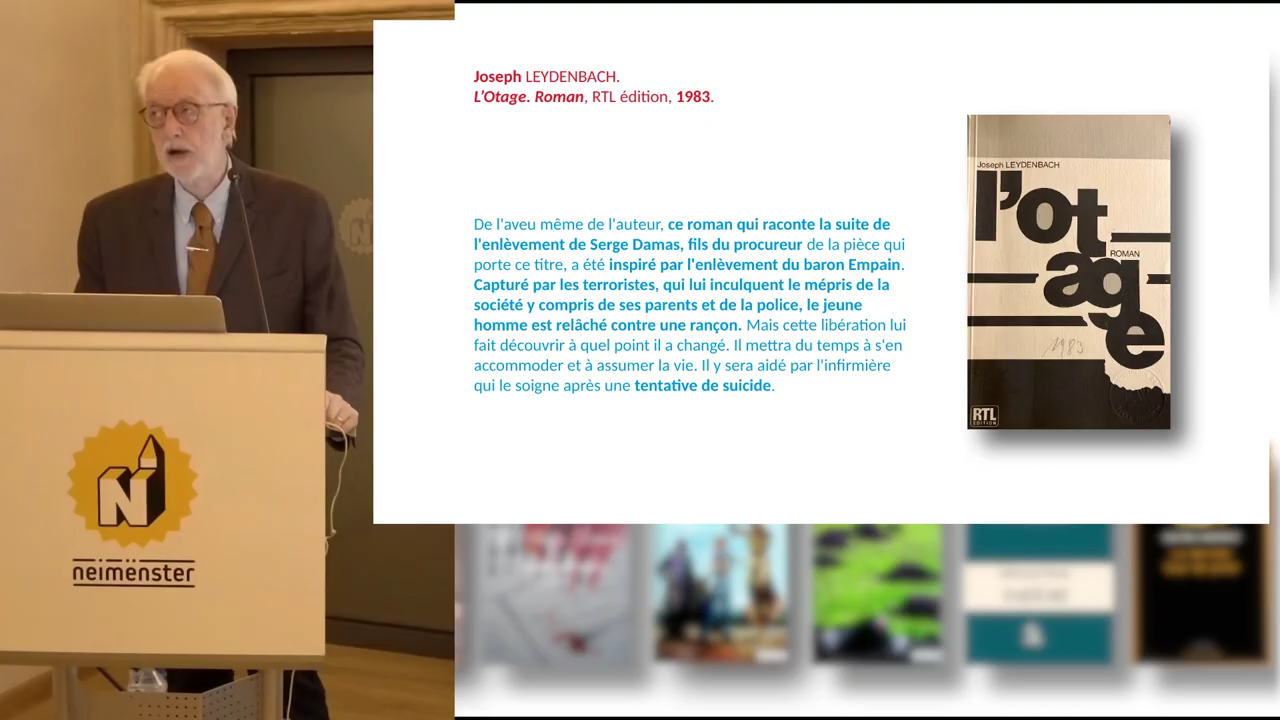 Joseph LEYDENBACH.
L'Otage. Roman, RTL édition, 1983.
De l'aveu même de l'auteur, ce roman qui raconte la suite de
l'enlèvement de Serge Damas, fils du procureur de la pièce qui
porte ce titre, a été inspiré par l'enlèvement du baron Empain.
Capturé par les terroristes, qui lui inculquent le mépris de la
société y compris de ses parents et de la police, le jeune
homme est relâché contre une rançon. Mais cette libération lui
fait découvrir à quel point il a changé. Il mettra du temps à s'en
accommoder et à assumer la vie. Il y sera aidé par l'infirmière
qui le soigne après une tentative de suicide.
Joseph LEYDENBACH
l'ot
ROMAN
ag
e
1983
RTL
EDITION
N
neimënster